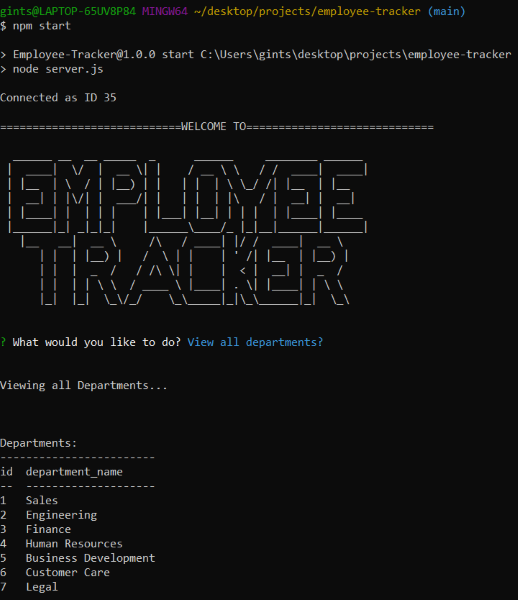 gints@LAPTOP-65UV8P84 MINGW64 ~/desktop/projects/employee-tracker (main)
$ npm start
> Employee-Tracker@1.0.0 start C:\Users\gints\desktop\projects\employee-tracker
> node server.js
Connected as ID 35
============================WELCOME TO=============================
EMPLOYEE
TRACKER
? What would you like to do? View all departments?
Viewing all Departments...
Departments:
------------------------
id  department_name
--  --------------------
1   Sales
2   Engineering
3   Finance
4   Human Resources
5   Business Development
6   Customer Care
7   Legal